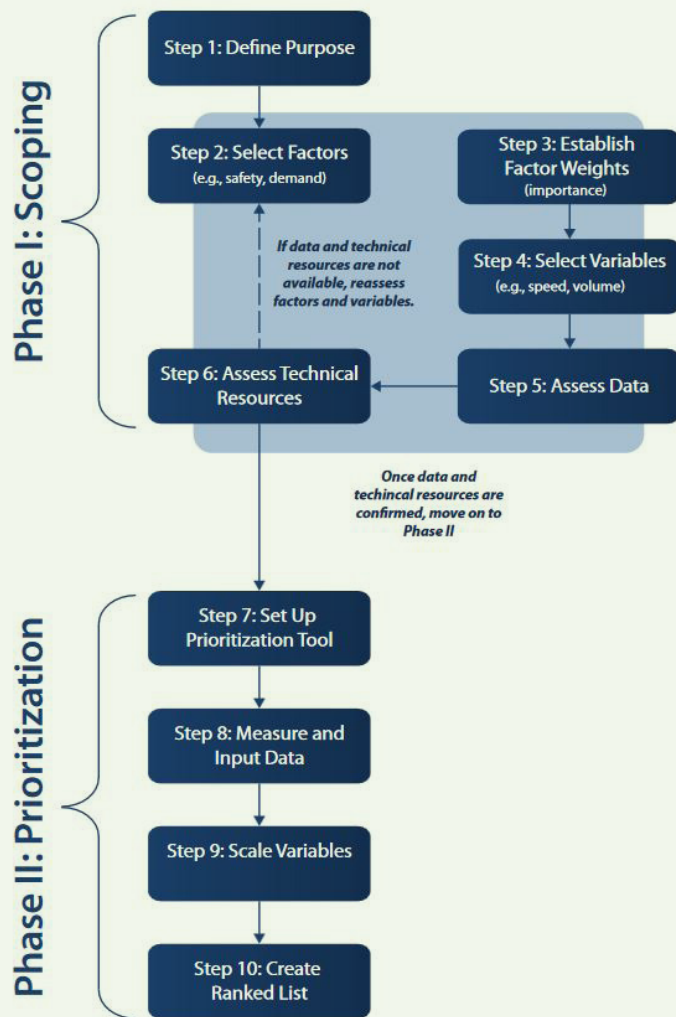 Phase I: Scoping
Step 1: Define Purpose
Step 2: Select Factors
(e.g., safety, demand)
Step 3: Establish
Factor Weights
(importance)
If data and technical
resources are not
available, reassess
factors and variables.
Step 4: Select Variables
(e.g., speed, volume)
Step 6: Assess Technical
Resources
Step 5: Assess Data
Once data and
techincal resources are
confirmed, move on to
Phase II
Phase II: Prioritization
Step 7: Set Up
Prioritization Tool
Step 8: Measure and
Input Data
Step 9: Scale Variables
Step 10: Create
Ranked List